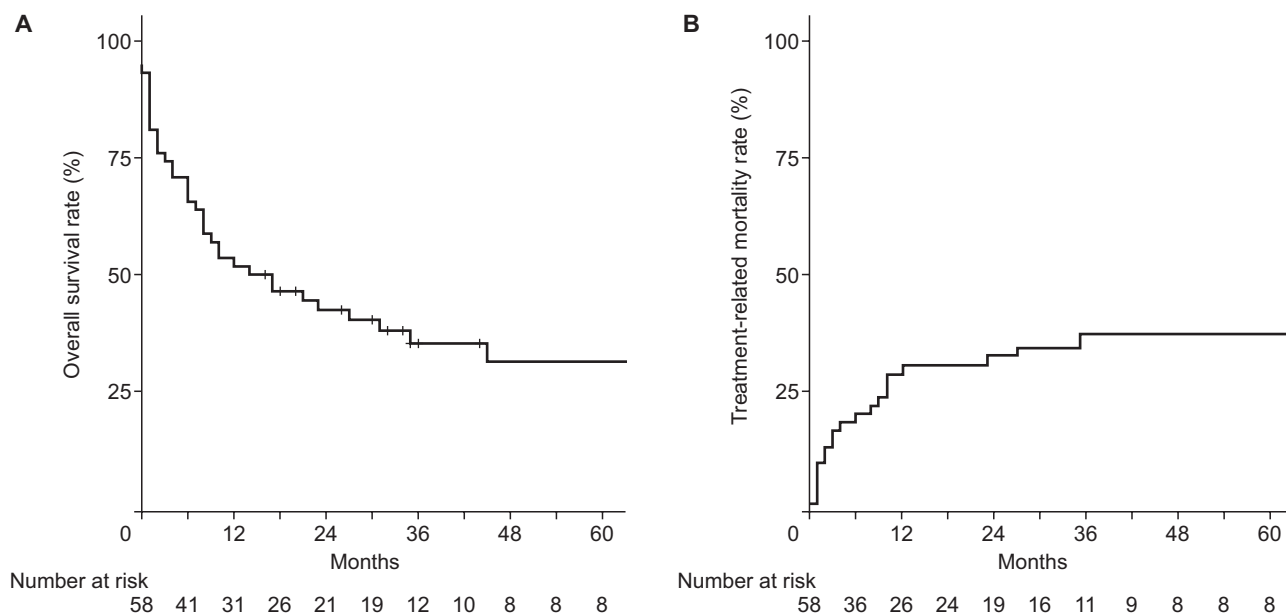 A
Overall survival rate (%)
100
75
50
25
0
12
24
36
48
60
Months
Number at risk
58 41 31 26 21 19 12 10 8 8 8
B
Treatment-related mortality rate (%)
100
75
50
25
0
12
24
36
48
60
Months
Number at risk
58 36 26 24 19 16 11 9 8 8 8